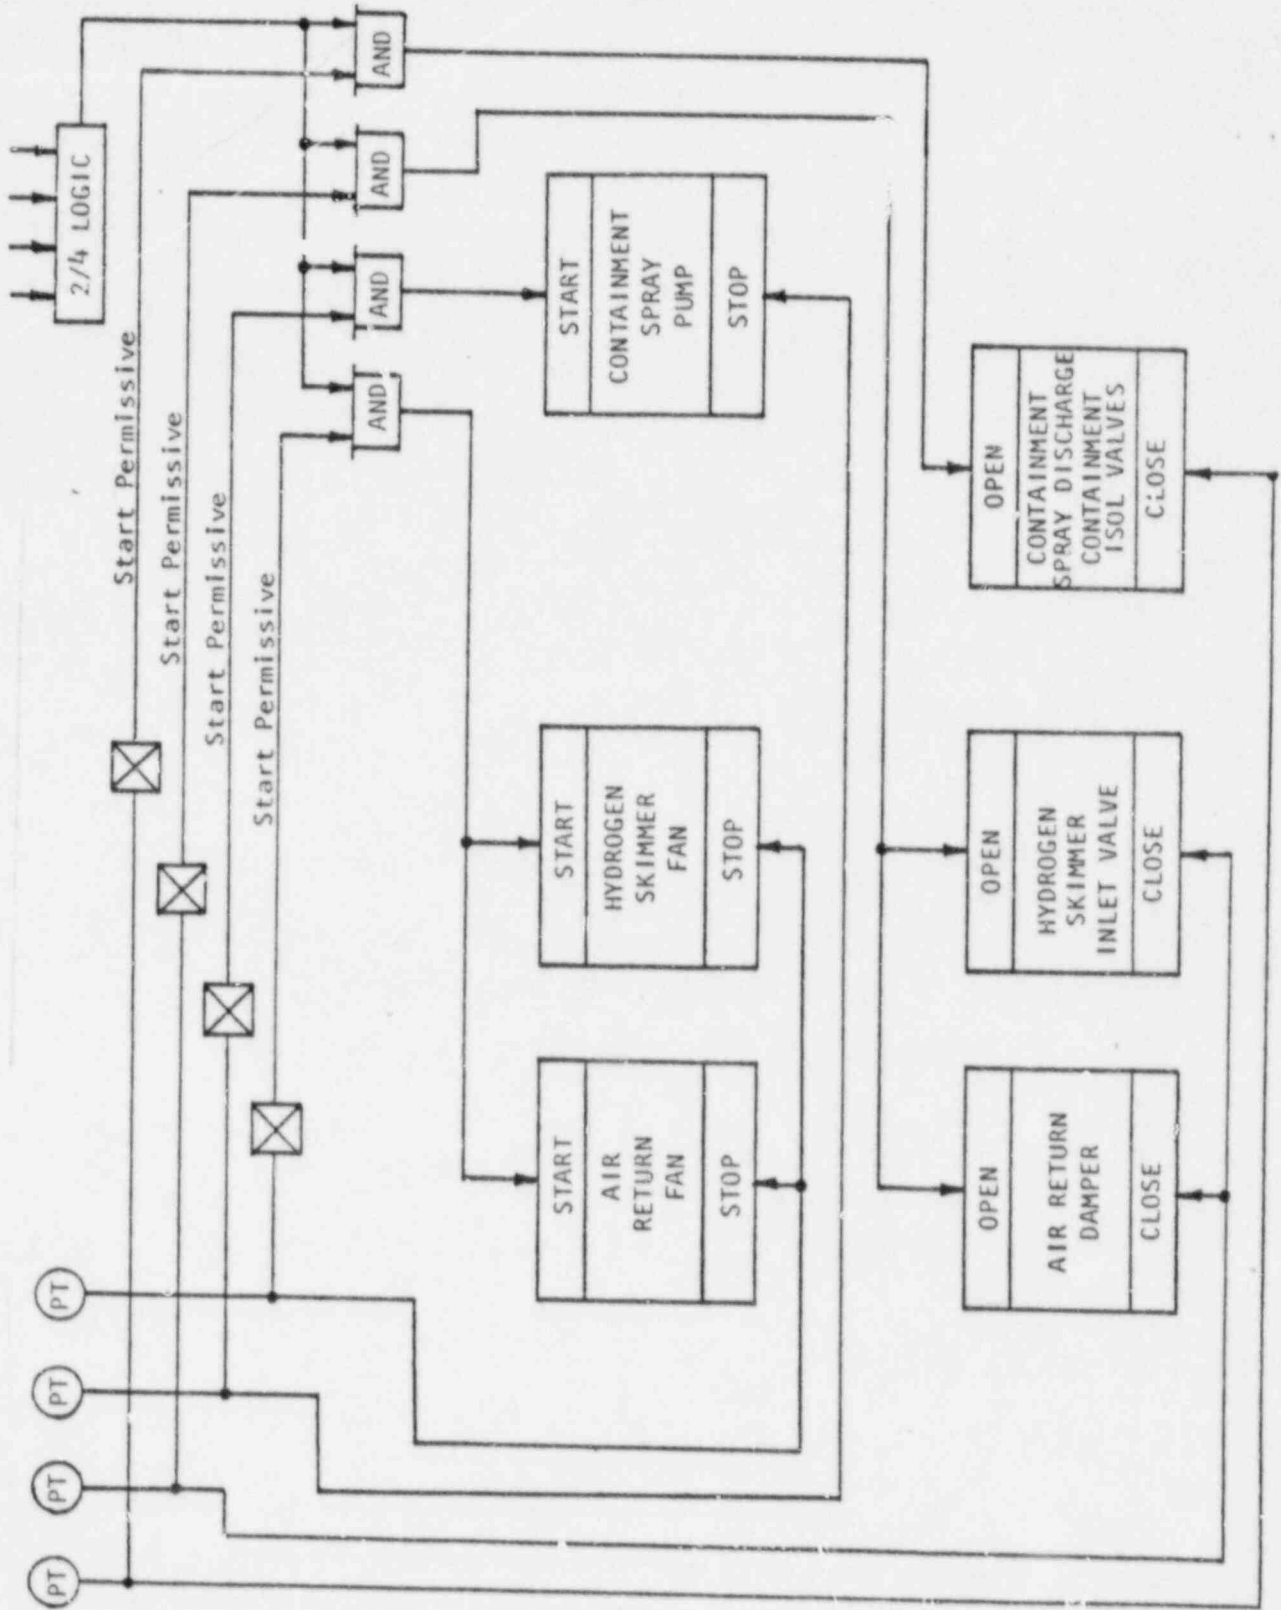 PT
PT
PT
PT
2/4 LOGIC
Start Permissive
Start Permissive
Start Permissive
Start Permissive
AND
AND
AND
AND
START
AIR
RETURN
FAN
STOP
START
HYDROGEN
SKIMMER
FAN
STOP
START
CONTAINMENT
SPRAY
PUMP
STOP
OPEN
AIR RETURN
DAMPER
CLOSE
OPEN
HYDROGEN
SKIMMER
INLET VALVE
CLOSE
OPEN
CONTAINMENT
SPRAY DISCHARGE
CONTAINMENT
ISOL VALVES
CLOSE